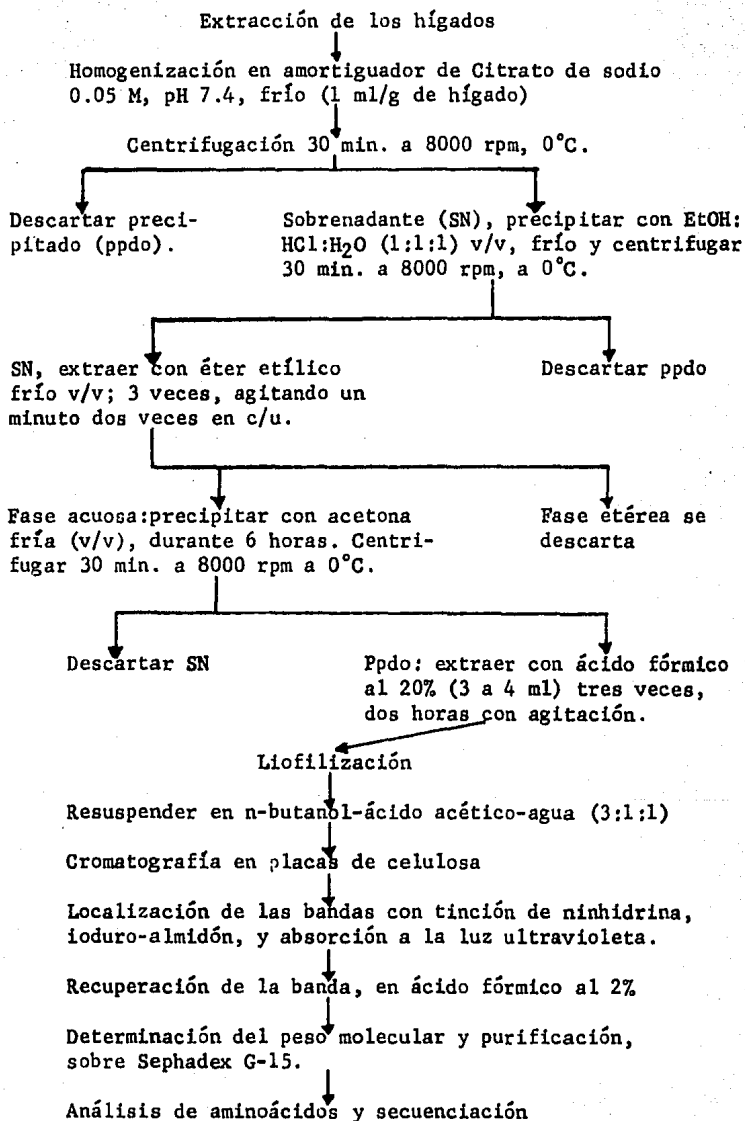 Extracción de los hígados
Homogenización en amortiguador de Citrato de sodio
0.05 M, pH 7.4, frío (1 ml/g de hígado)
Centrifugación 30 min. a 8000 rpm, 0°C.
Descartar preci-
pitado (ppdo).
Sobrenadante (SN), precipitar con EtOH:
HCl:H₂O (1:1:1) v/v, frío y centrifugar
30 min. a 8000 rpm, a 0°C.
SN, extraer con éter etílico
frío v/v; 3 veces, agitando un
minuto dos veces en c/u.
Descartar ppdo
Fase acuosa:precipitar con acetona
fría (v/v), durante 6 horas. Centri-
fugar 30 min. a 8000 rpm a 0°C.
Fase etérea se
descarta
Descartar SN
Ppdo: extraer con ácido fórmico
al 20% (3 a 4 ml) tres veces,
dos horas con agitación.
Liofilización
Resuspender en n-butanol-ácido acético-agua (3:1:1)
Cromatografía en placas de celulosa
Localización de las bandas con tinción de ninhidrina,
ioduro-almidón, y absorción a la luz ultravioleta.
Recuperación de la banda, en ácido fórmico al 2%
Determinación del peso molecular y purificación,
sobre Sephadex G-15.
Análisis de aminoácidos y secuenciación